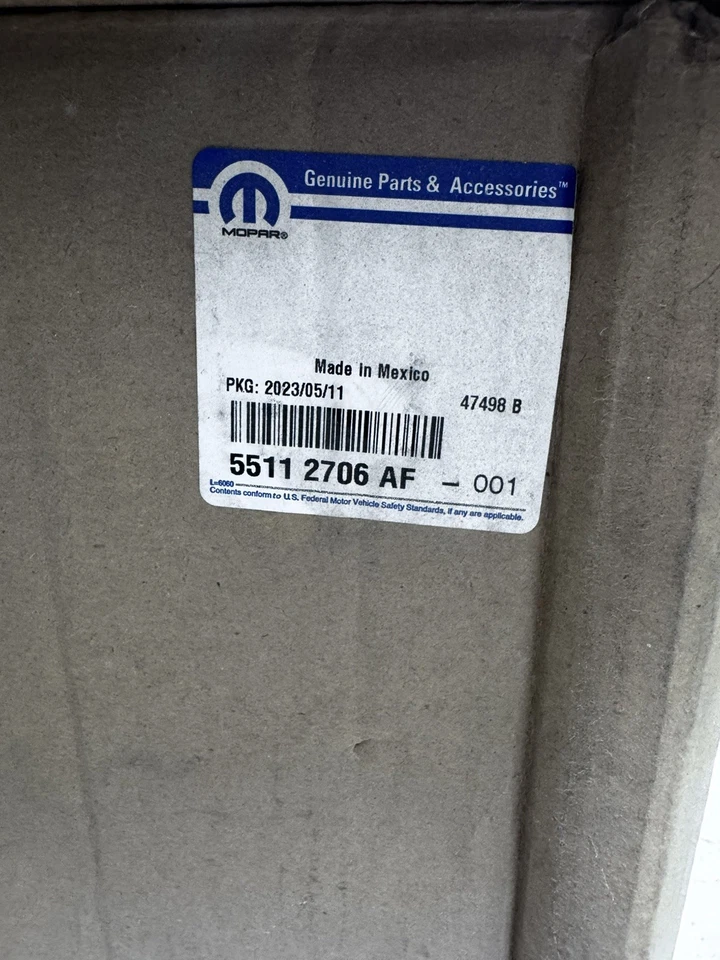 Genuine Parts & Accessories™
MOPAR®
Made in Mexico
PKG: 2023/05/11
47498 B
5511 2706 AF – 001
L=6060
Contents conform to U.S. Federal Motor Vehicle Safety Standards, if any are applicable.